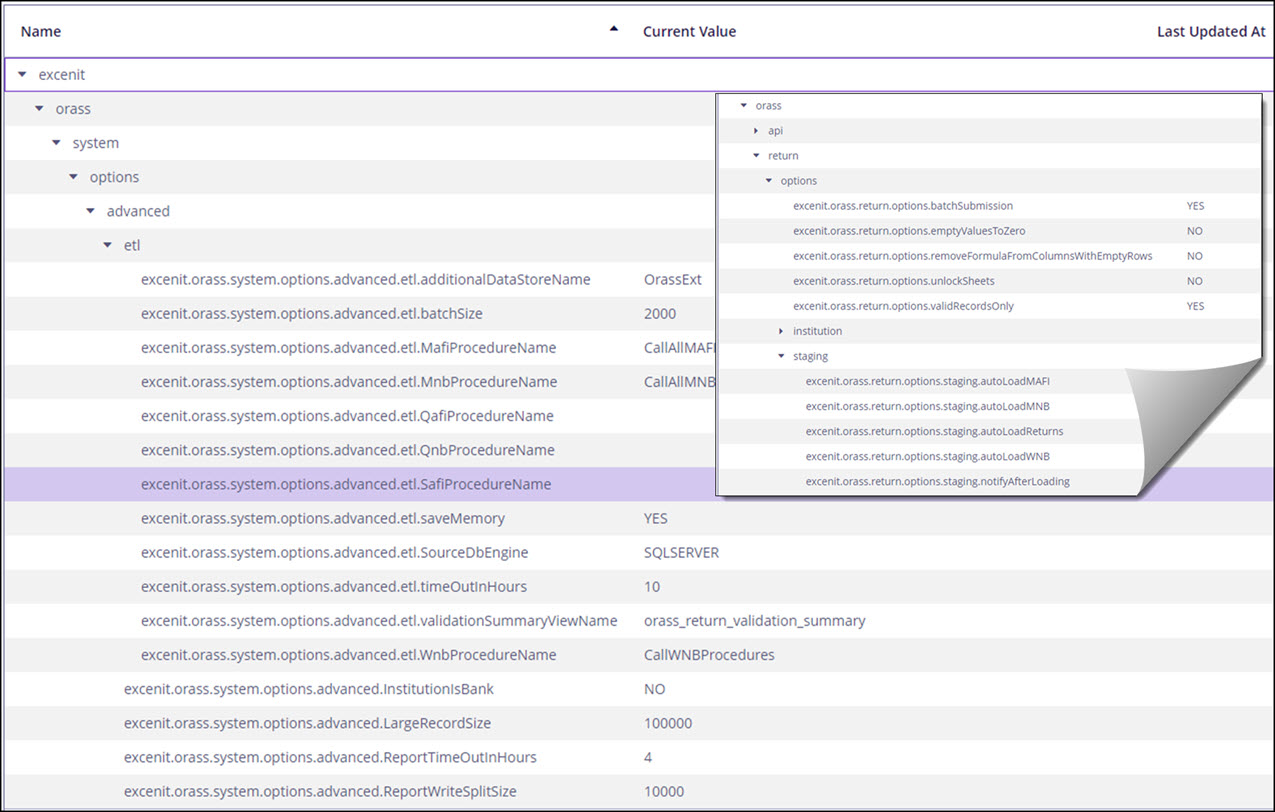 Name Current Value Last Updated At
excenit
orass
system
options
advanced
etl
excenit.orass.system.options.advanced.etl.additionalDataStoreName OrassExt
excenit.orass.system.options.advanced.etl.batchSize 2000
excenit.orass.system.options.advanced.etl.MafiProcedureName CallAllMAFI
excenit.orass.system.options.advanced.etl.MnbProcedureName CallAllMNB
excenit.orass.system.options.advanced.etl.QafiProcedureName
excenit.orass.system.options.advanced.etl.QnbProcedureName
excenit.orass.system.options.advanced.etl.SafiProcedureName
excenit.orass.system.options.advanced.etl.saveMemory YES
excenit.orass.system.options.advanced.etl.SourceDbEngine SQLSERVER
excenit.orass.system.options.advanced.etl.timeOutInHours 10
excenit.orass.system.options.advanced.etl.validationSummaryViewName orass_return_validation_summary
excenit.orass.system.options.advanced.etl.WnbProcedureName CallWNBProcedures
excenit.orass.system.options.advanced.InstitutionIsBank NO
excenit.orass.system.options.advanced.LargeRecordSize 100000
excenit.orass.system.options.advanced.ReportTimeOutInHours 4
excenit.orass.system.options.advanced.ReportWriteSplitSize 10000
orass
api
return
options
excenit.orass.return.options.batchSubmission YES
excenit.orass.return.options.emptyValuesToZero NO
excenit.orass.return.options.removeFormulaFromColumnsWithEmptyRows NO
excenit.orass.return.options.unlockSheets NO
excenit.orass.return.options.validRecordsOnly YES
institution
staging
excenit.orass.return.options.staging.autoLoadMAFI
excenit.orass.return.options.staging.autoLoadMNB
excenit.orass.return.options.staging.autoLoadReturns
excenit.orass.return.options.staging.autoLoadWNB
excenit.orass.return.options.staging.notifyAfterLoading